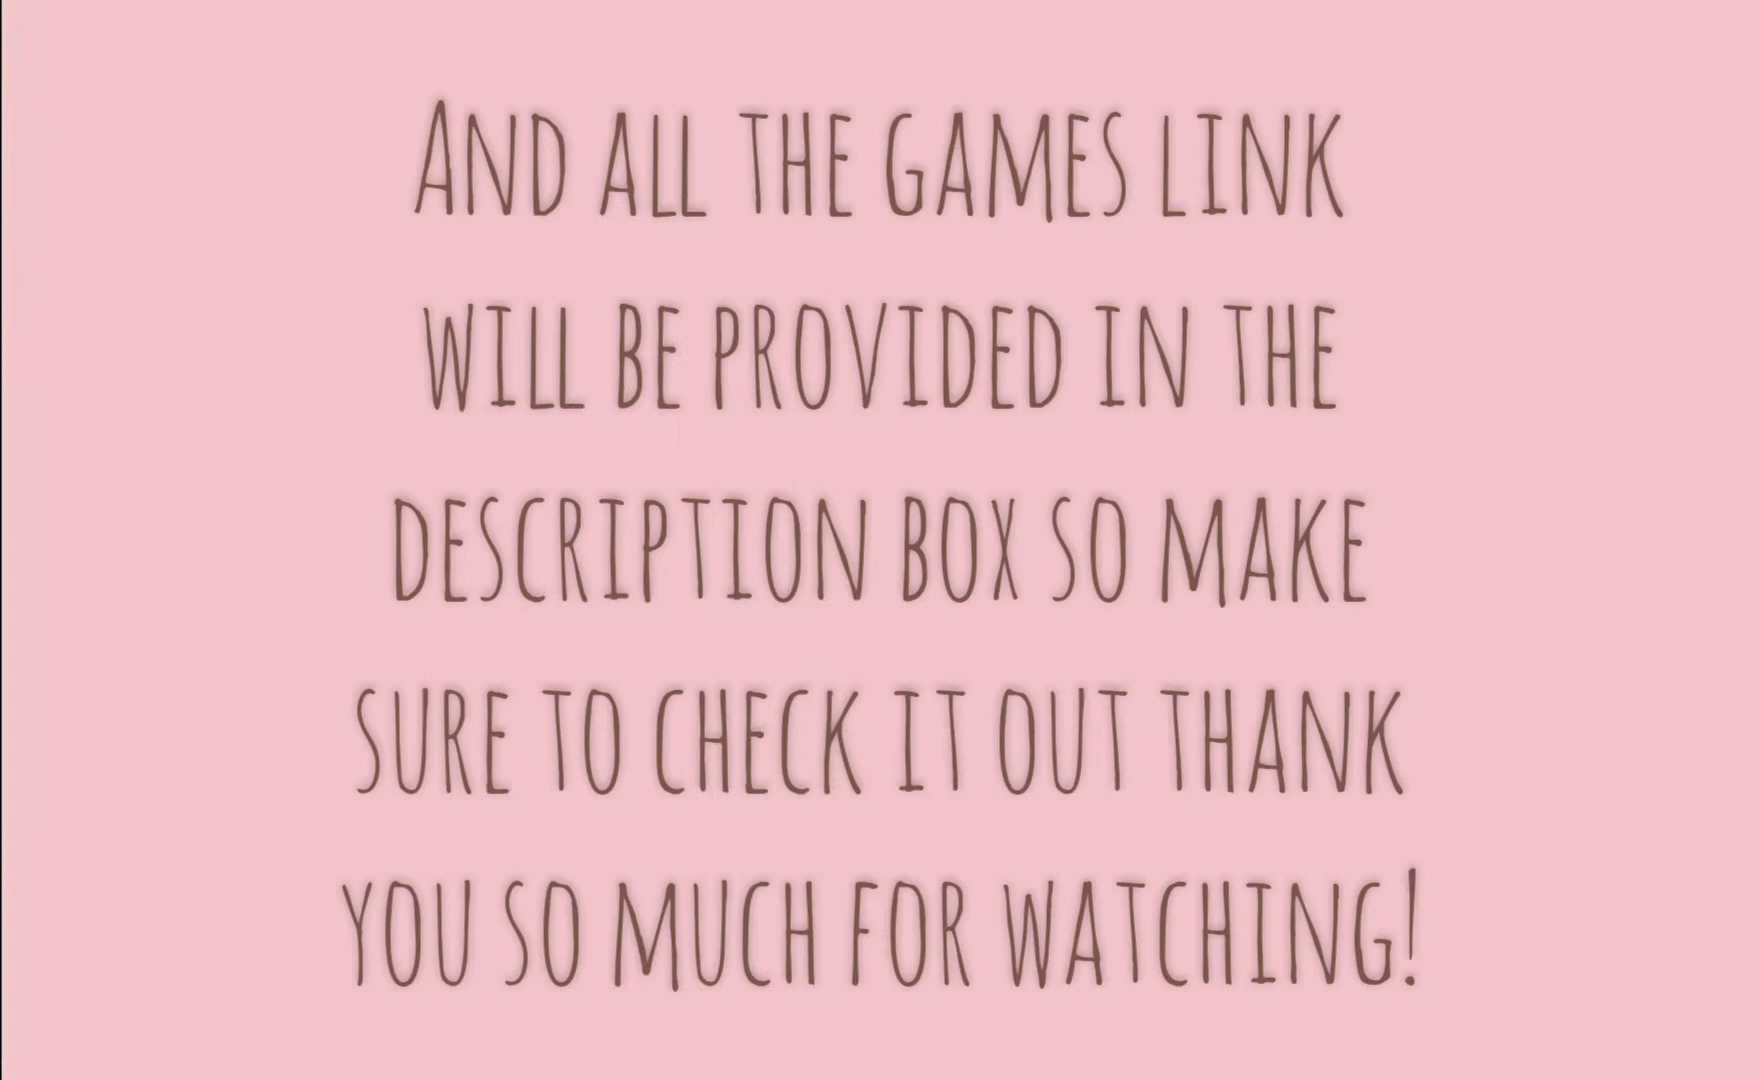 And all the games link
will be provided in the
description box so make
sure to check it out thank
you so much for watching!